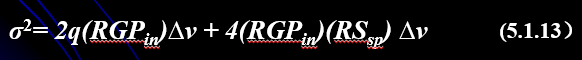 σ²= 2q(RGPᵢₙ)Δν + 4(RGPᵢₙ)(RSₛₚ) Δν (5.1.13）